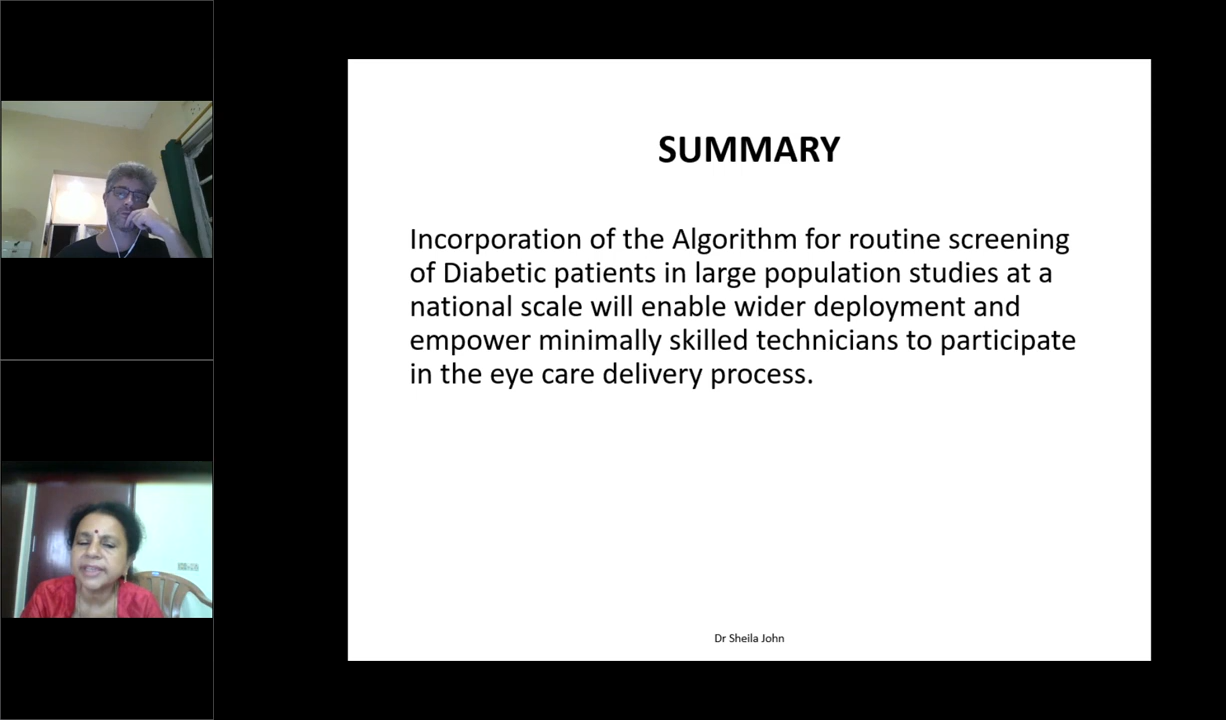 SUMMARY
Incorporation of the Algorithm for routine screening
of Diabetic patients in large population studies at a
national scale will enable wider deployment and
empower minimally skilled technicians to participate
in the eye care delivery process.
Dr Sheila John